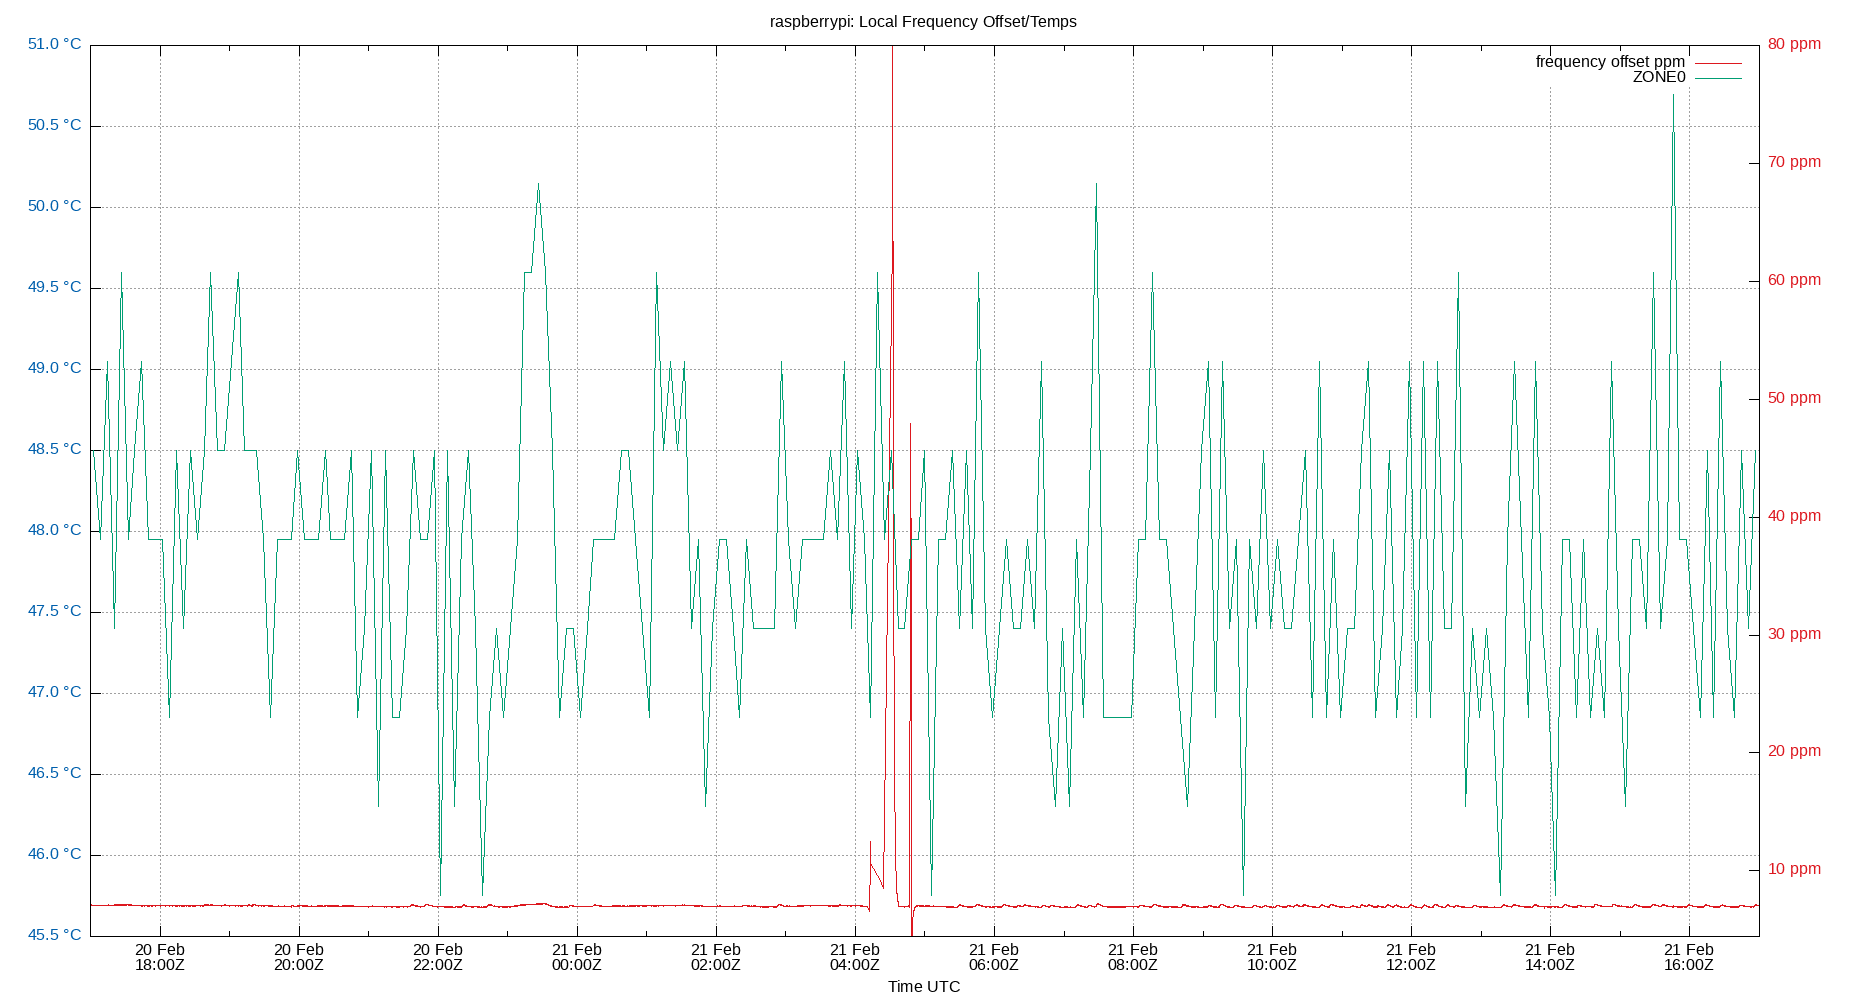 raspberrypi: Local Frequency Offset/Temps
51.0 °C
50.5 °C
50.0 °C
49.5 °C
49.0 °C
48.5 °C
48.0 °C
47.5 °C
47.0 °C
46.5 °C
46.0 °C
45.5 °C
80 ppm
70 ppm
60 ppm
50 ppm
40 ppm
30 ppm
20 ppm
10 ppm
frequency offset ppm
ZONE0
20 Feb 20 Feb 20 Feb 21 Feb 21 Feb 21 Feb 21 Feb 21 Feb 21 Feb 21 Feb 21 Feb 21 Feb
18:00Z 20:00Z 22:00Z 00:00Z 02:00Z 04:00Z 06:00Z 08:00Z 10:00Z 12:00Z 14:00Z 16:00Z
Time UTC